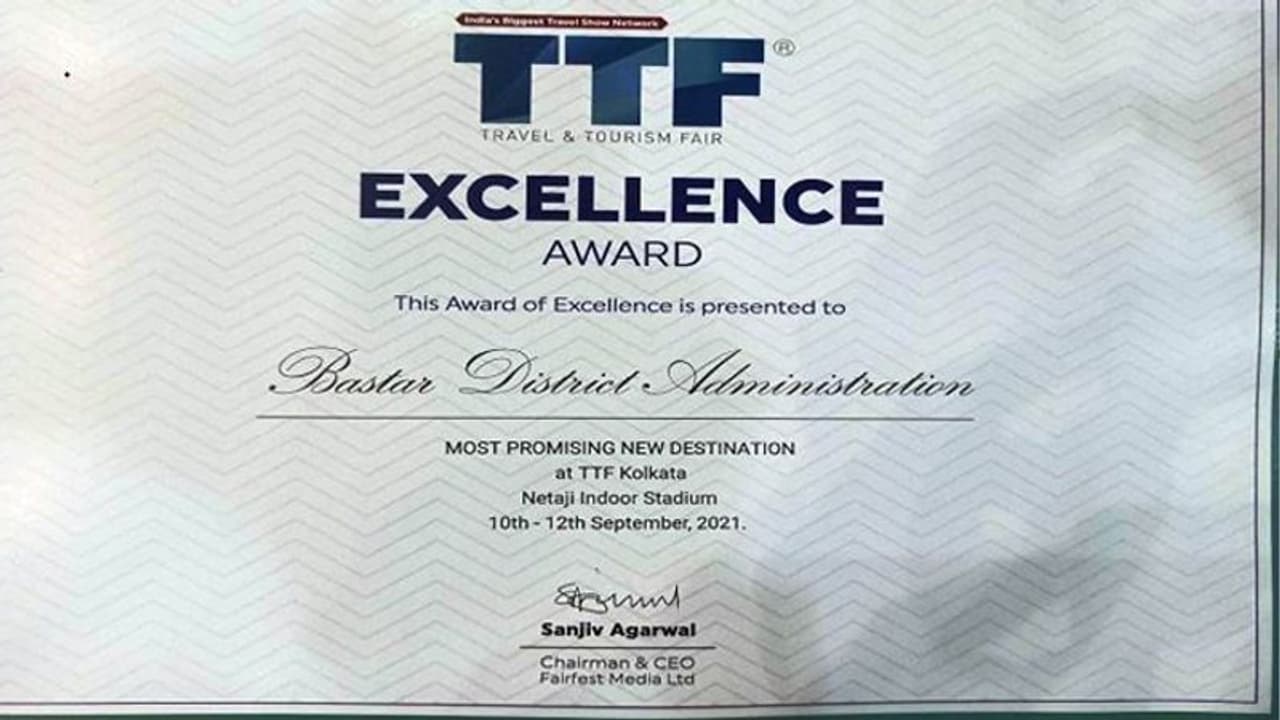 India's Biggest Travel Show Network
TTF®
TRAVEL & TOURISM FAIR
EXCELLENCE
AWARD
This Award of Excellence is presented to
Bastar District Administration
MOST PROMISING NEW DESTINATION
at TTF Kolkata
Netaji Indoor Stadium
10th - 12th September, 2021.
Sanjiv Agarwal
Chairman & CEO
Fairfest Media Ltd